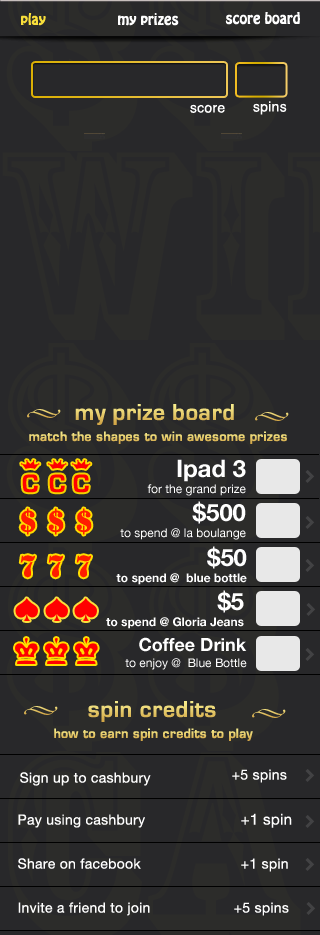 play my prizes score board
score spins
my prize board
match the shapes to win awesome prizes
C C C Ipad 3
for the grand prize
$ $ $ $500
to spend @ la boulange
7 7 7 $50
to spend @ blue bottle
$5
to spend @ Gloria Jeans
Coffee Drink
to enjoy @ Blue Bottle
spin credits
how to earn spin credits to play
Sign up to cashbury +5 spins
Pay using cashbury +1 spin
Share on facebook +1 spin
Invite a friend to join +5 spins